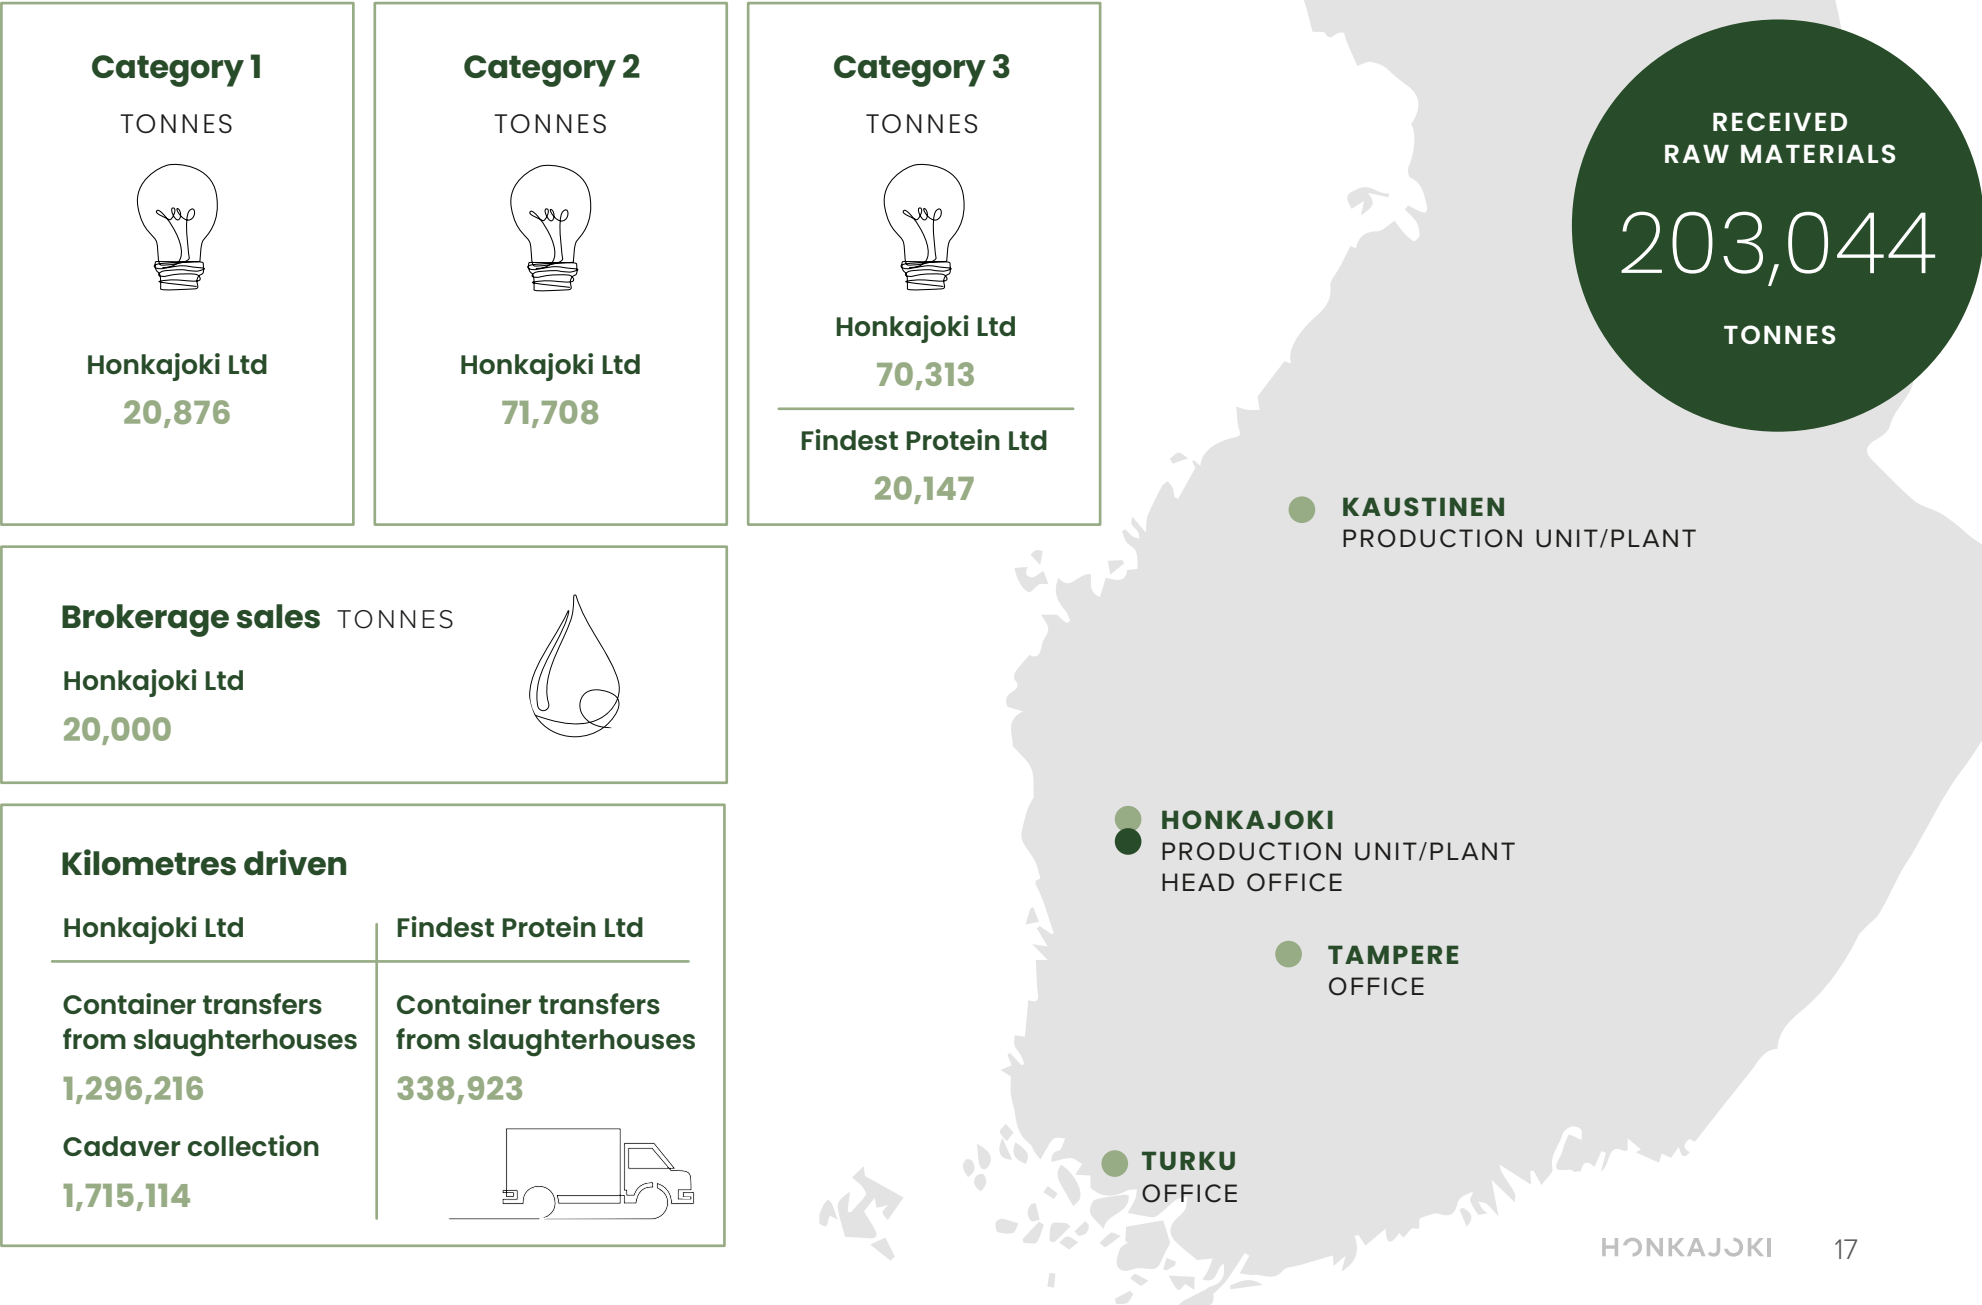 Category 1
TONNES
Honkajoki Ltd
20,876
Category 2
TONNES
Honkajoki Ltd
71,708
Category 3
TONNES
Honkajoki Ltd
70,313
Findest Protein Ltd
20,147
RECEIVED
RAW MATERIALS
203,044
TONNES
Brokerage sales TONNES
Honkajoki Ltd
20,000
Kilometres driven
Honkajoki Ltd
Container transfers
from slaughterhouses
1,296,216
Cadaver collection
1,715,114
Findest Protein Ltd
Container transfers
from slaughterhouses
338,923
KAUSTINEN
PRODUCTION UNIT/PLANT
HONKAJOKI
PRODUCTION UNIT/PLANT
HEAD OFFICE
TAMPERE
OFFICE
TURKU
OFFICE
HONKAJOKI 17